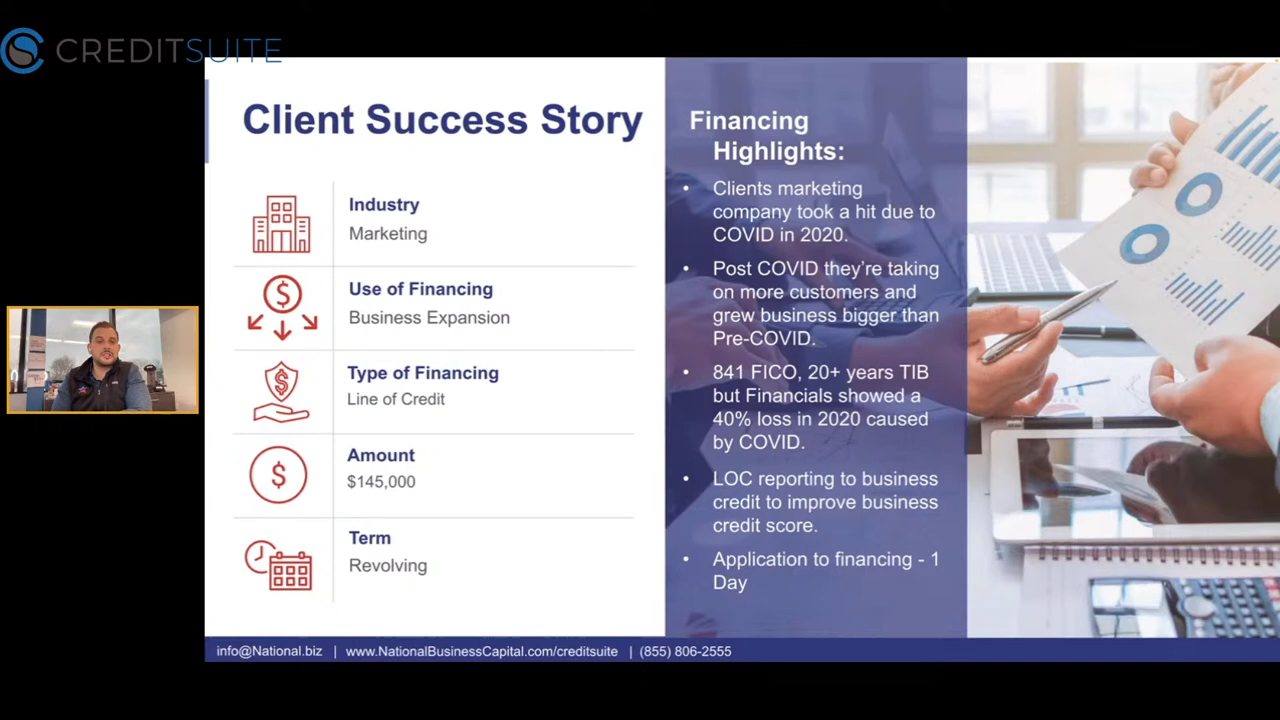 CREDITSUITE
Client Success Story
Industry
Marketing
Use of Financing
Business Expansion
Type of Financing
Line of Credit
Amount
$145,000
Term
Revolving
Financing
Highlights:
• Clients marketing
company took a hit due to
COVID in 2020.
• Post COVID they’re taking
on more customers and
grew business bigger than
Pre-COVID.
• 841 FICO, 20+ years TIB
but Financials showed a
40% loss in 2020 caused
by COVID.
• LOC reporting to business
credit to improve business
credit score.
• Application to financing - 1
Day
info@National.biz | www.NationalBusinessCapital.com/creditsuite | (855) 806-2555